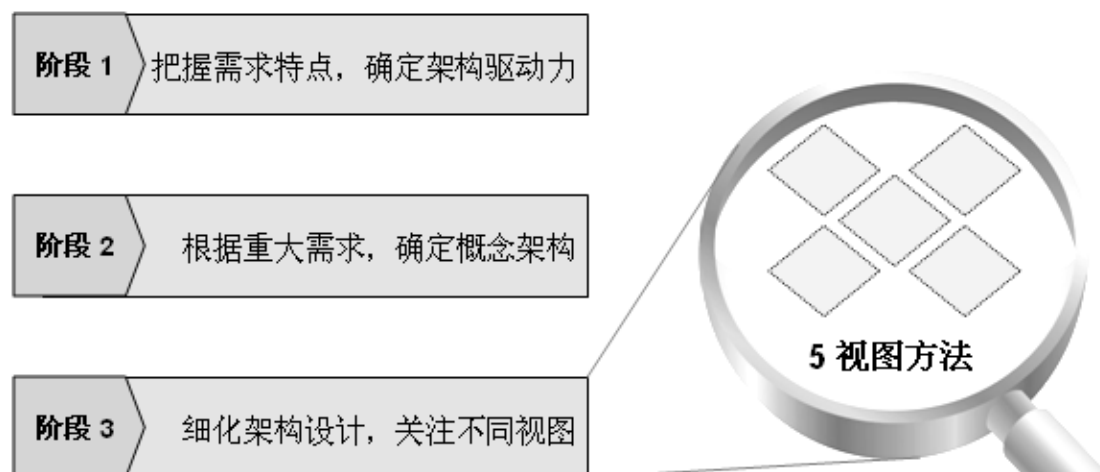 阶段 1 把握需求特点，确定架构驱动力
阶段 2 根据重大需求，确定概念架构
5 视图方法
阶段 3 细化架构设计，关注不同视图